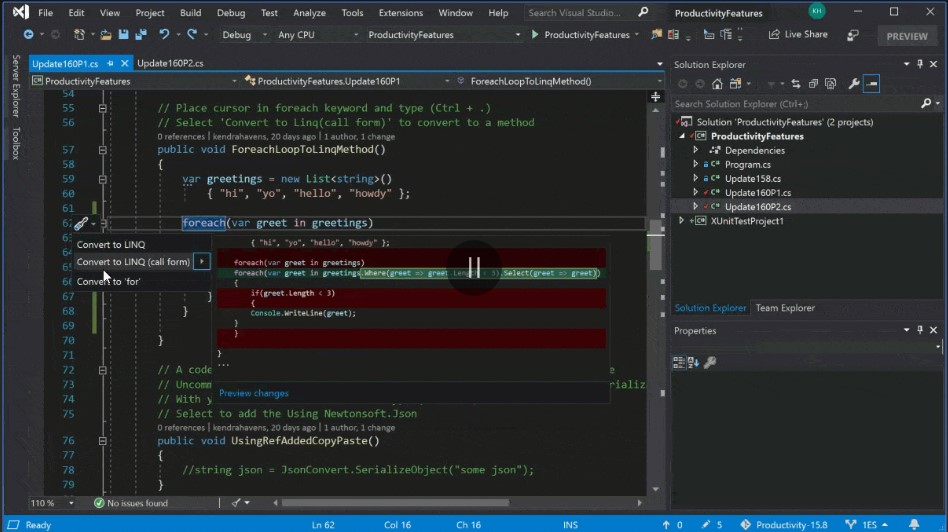 File Edit View Project Build Debug Test Analyze Tools Extensions Window Help Search Visual Studio... ProductivityFeatures KH
Debug Any CPU ProductivityFeatures ProductivityFeatures Live Share PREVIEW
Server Explorer
Toolbox
Update160P1.cs Update160P2.cs
ProductivityFeatures ProductivityFeatures.Update160P1 ForeachLoopToLinqMethod()
54
55 // Place cursor in foreach keyword and type (Ctrl + .)
56 // Select 'Convert to Linq(call form)' to convert to a method
0 references | kendrahavens, 20 days ago | 1 author, 1 change
57 public void ForeachLoopToLinqMethod()
58 {
59 var greetings = new List<string>()
60 { "hi", "yo", "hello", "howdy" };
61
62 foreach(var greet in greetings)
Convert to LINQ
Convert to LINQ (call form)
Convert to 'for'
{ "hi", "yo", "hello", "howdy" };
foreach(var greet in greetings)
foreach(var greet in greetings.Where(greet => greet.Length < 3).Select(greet => greet))
{
if(greet.Length < 3)
{
Console.WriteLine(greet);
}
}
}
...
Preview changes
67 }
68 }
69
70 }
71
72 // A code
73 // Uncomm
74 // With y
75 // Select to add the Using Newtonsoft.Json
0 references | kendrahavens, 20 days ago | 1 author, 1 change
76 public void UsingRefAddedCopyPaste()
77 {
78 //string json = JsonConvert.SerializeObject("some json");
79 }
110 % No issues found
Solution Explorer
Search Solution Explorer (Ctrl+;)
Solution 'ProductivityFeatures' (2 projects)
ProductivityFeatures
Dependencies
Program.cs
Update158.cs
Update160P1.cs
Update160P2.cs
XUnitTestProject1
Solution Explorer Team Explorer
Properties
Ready Ln 62 Col 16 Ch 16 INS 0 5 Productivity-15.8 1ES